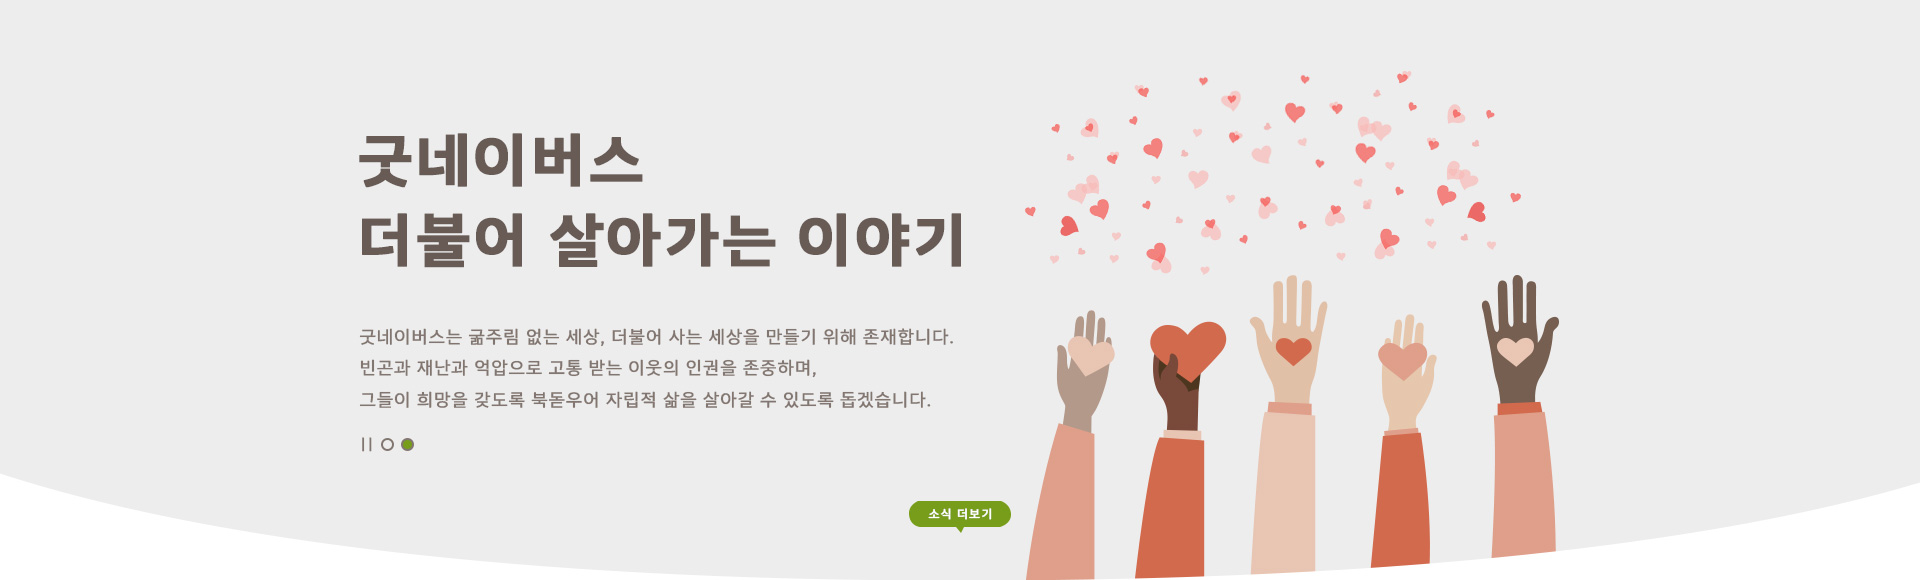 굿네이버스
더불어 살아가는 이야기
굿네이버스는 굶주림 없는 세상, 더불어 사는 세상을 만들기 위해 존재합니다.
빈곤과 재난과 억압으로 고통 받는 이웃의 인권을 존중하며,
그들이 희망을 갖도록 북돋우어 자립적 삶을 살아갈 수 있도록 돕겠습니다.
소식 더보기